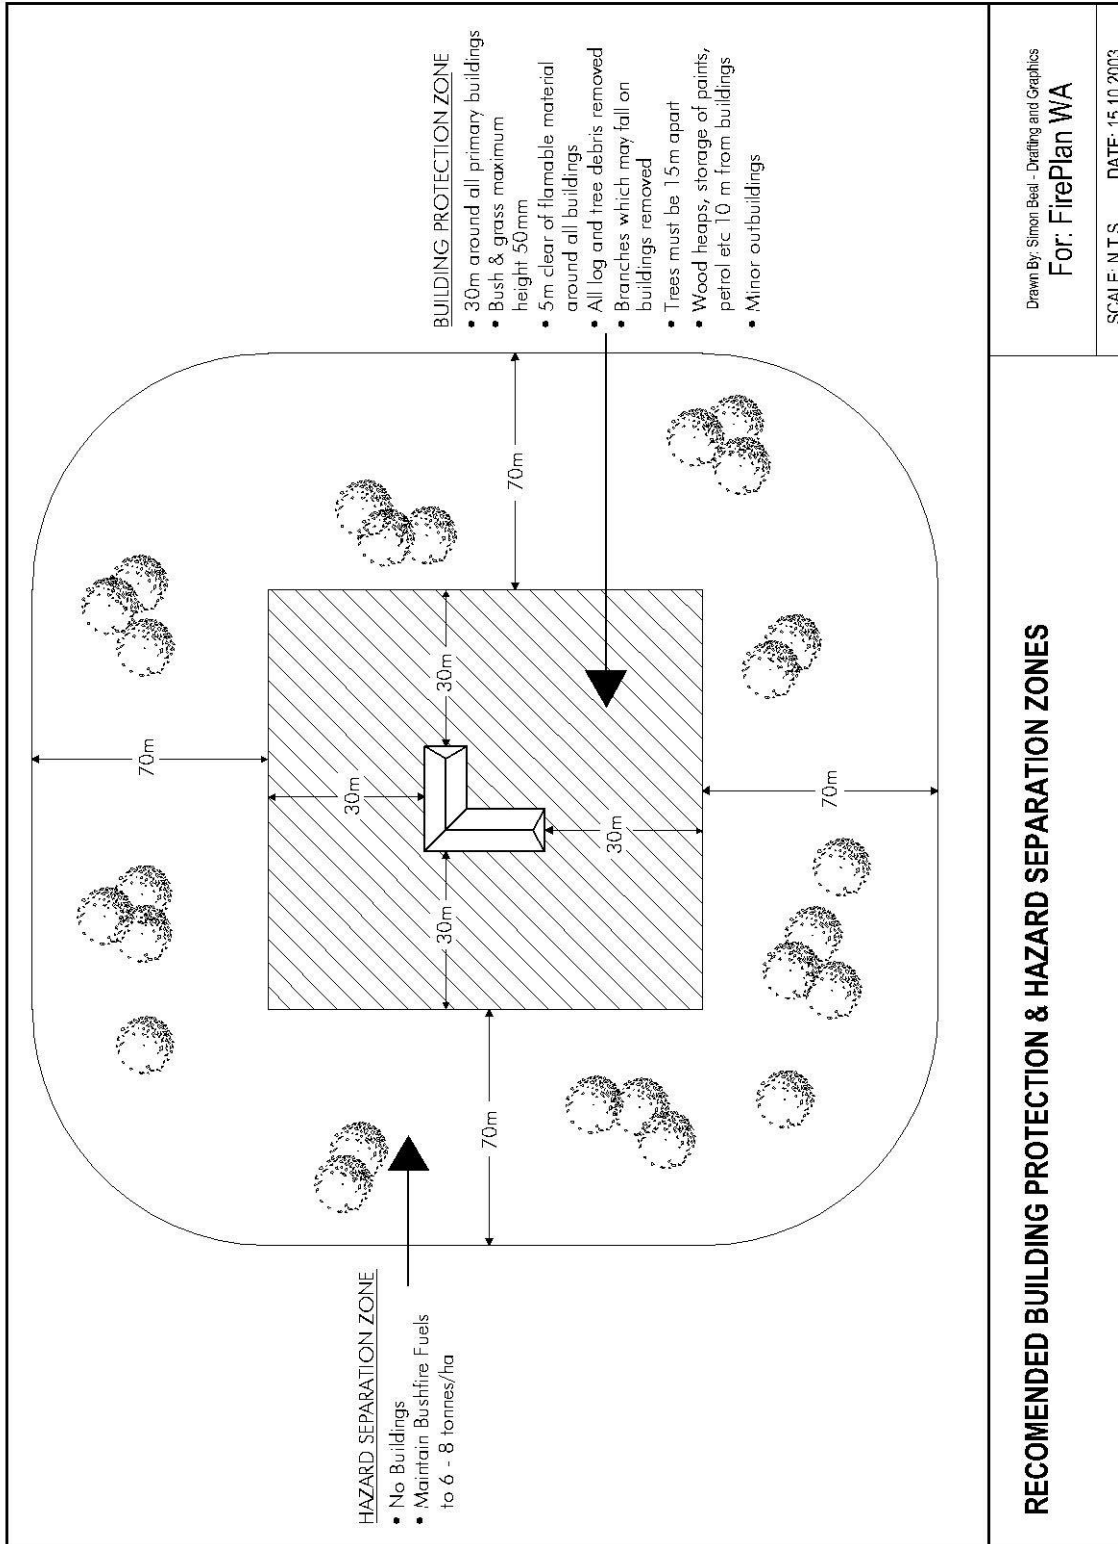 BUILDING PROTECTION ZONE
• 30m around all primary buildings
• Bush & grass maximum
height 50mm
• 5m clear of flamable material
around all buildings
• All log and tree debris removed
• Branches which may fall on
buildings removed
• Trees must be 15m apart
• Wood heaps, storage of paints,
petrol etc 10 m from buildings
• Minor outbuildings
HAZARD SEPARATION ZONE
• No Buildings
• Maintain Bushfire Fuels
to 6 - 8 tonnes/ha
70m
70m
70m
70m
30m
30m
30m
30m
RECOMENDED BUILDING PROTECTION & HAZARD SEPARATION ZONES
Drawn By: Simon Beal - Drafting and Graphics
For: FirePlan WA
SCALE: N.T.S. DATE: 15.10.2003